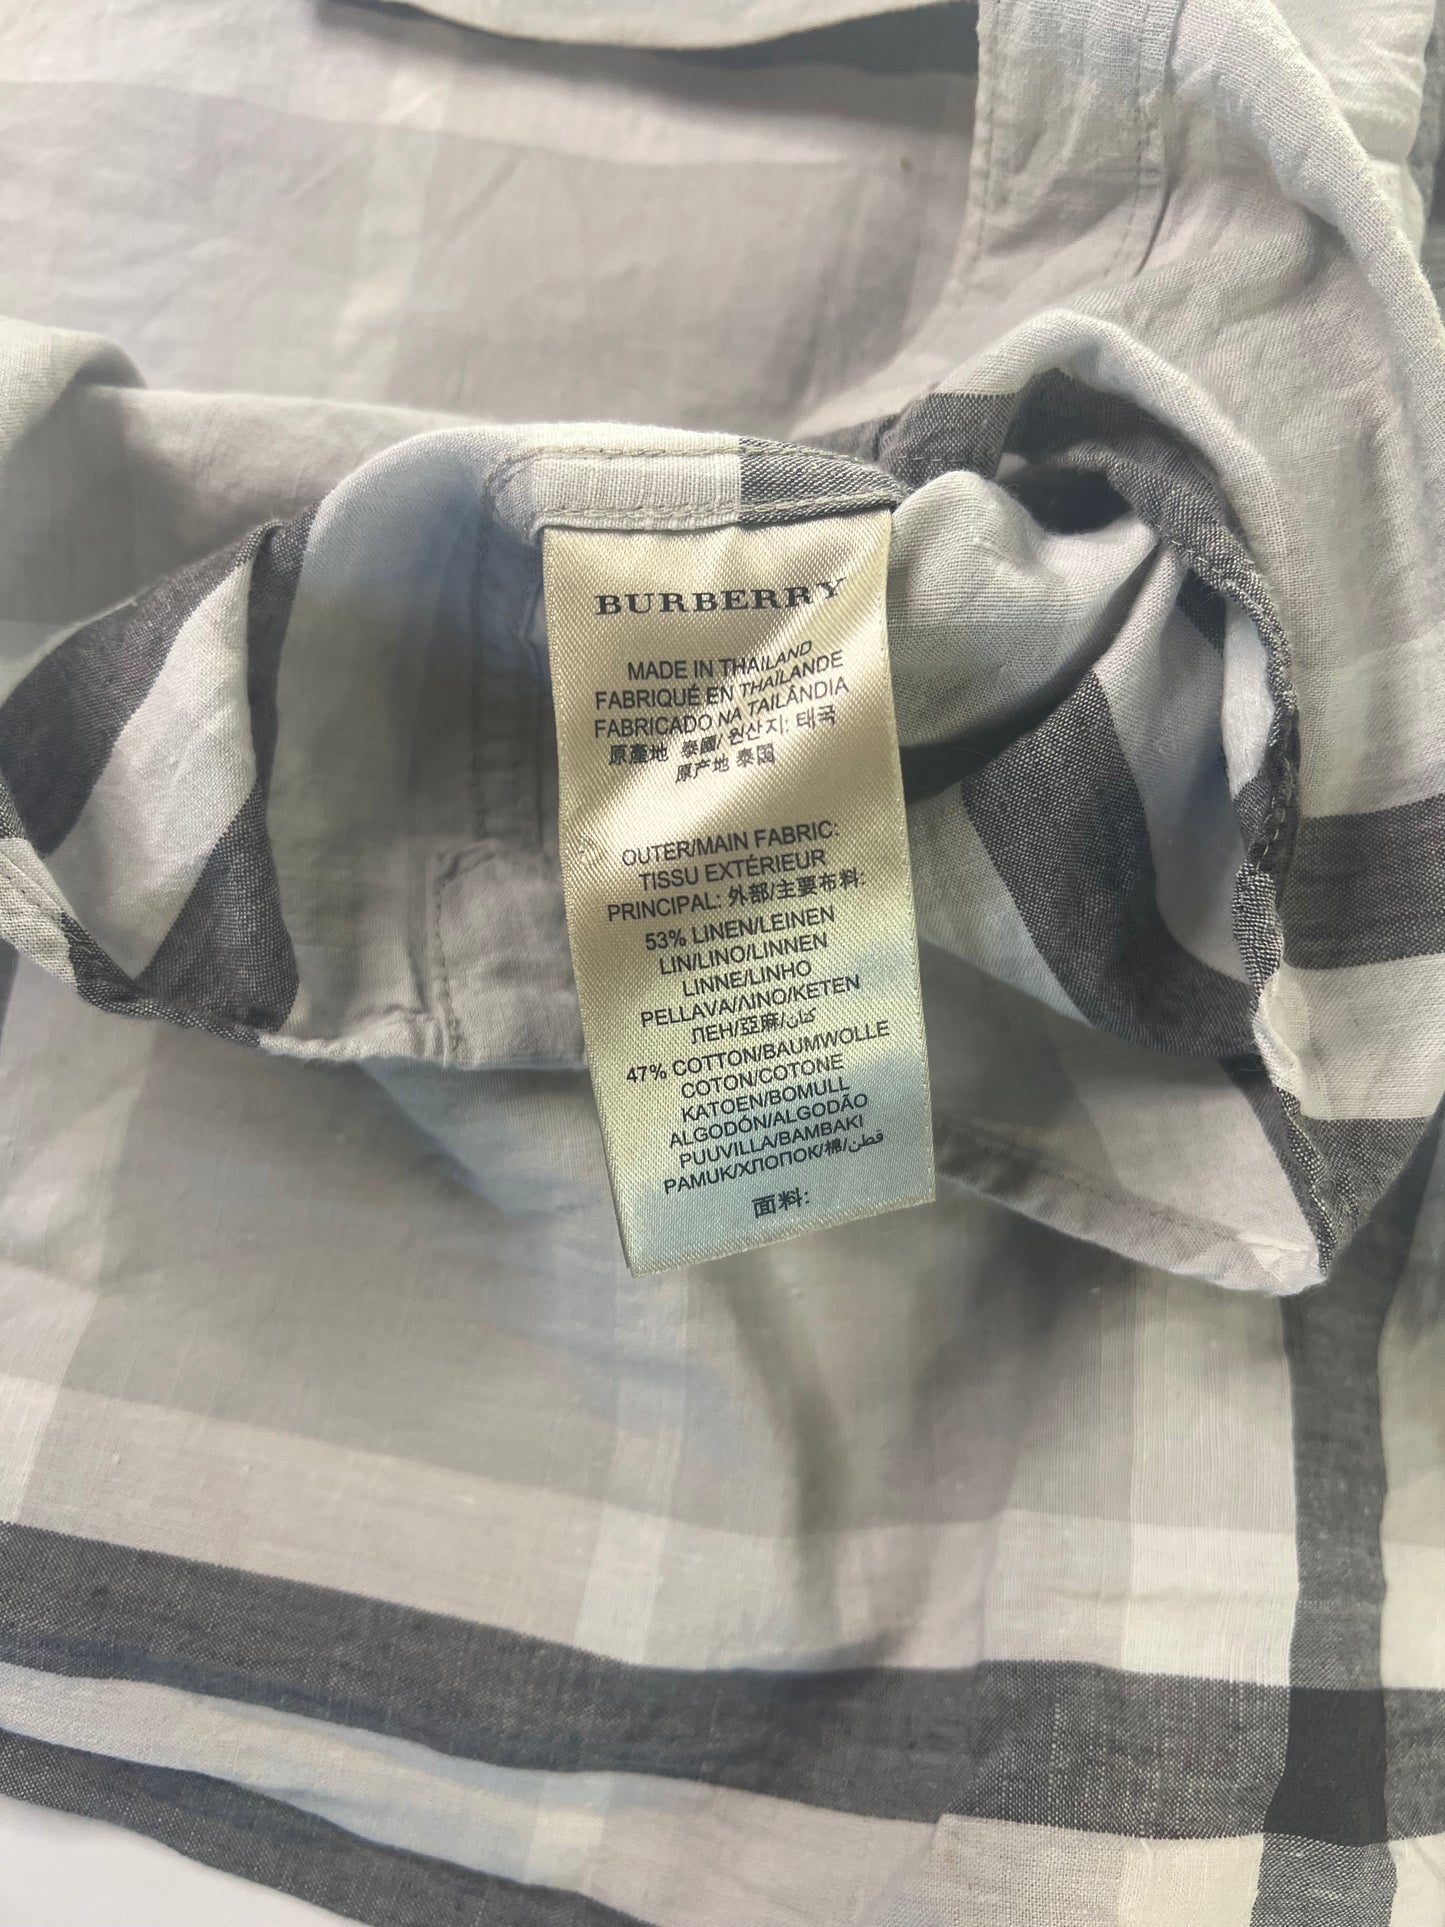 BURBERRY
MADE IN THAILAND
FABRIQUÉ EN THAÏLANDE
FABRICADO NA TAILÂNDIA
原產地 泰國/ 원산지: 태국
原产地 泰国
OUTER/MAIN FABRIC:
TISSU EXTÉRIEUR
PRINCIPAL: 外部/主要布料:
53% LINEN/LEINEN
LIN/LINO/LINNEN
LINNE/LINHO
PELLAVA/ΛΙΝΟ/KETEN
ЛЕН/亞麻/كتان
47% COTTON/BAUMWOLLE
COTON/COTONE
KATOEN/BOMULL
ALGODÓN/ALGODÃO
PUUVILLA/BAMBAKI
PAMUK/ХЛОПОК/棉/قطن
面料: